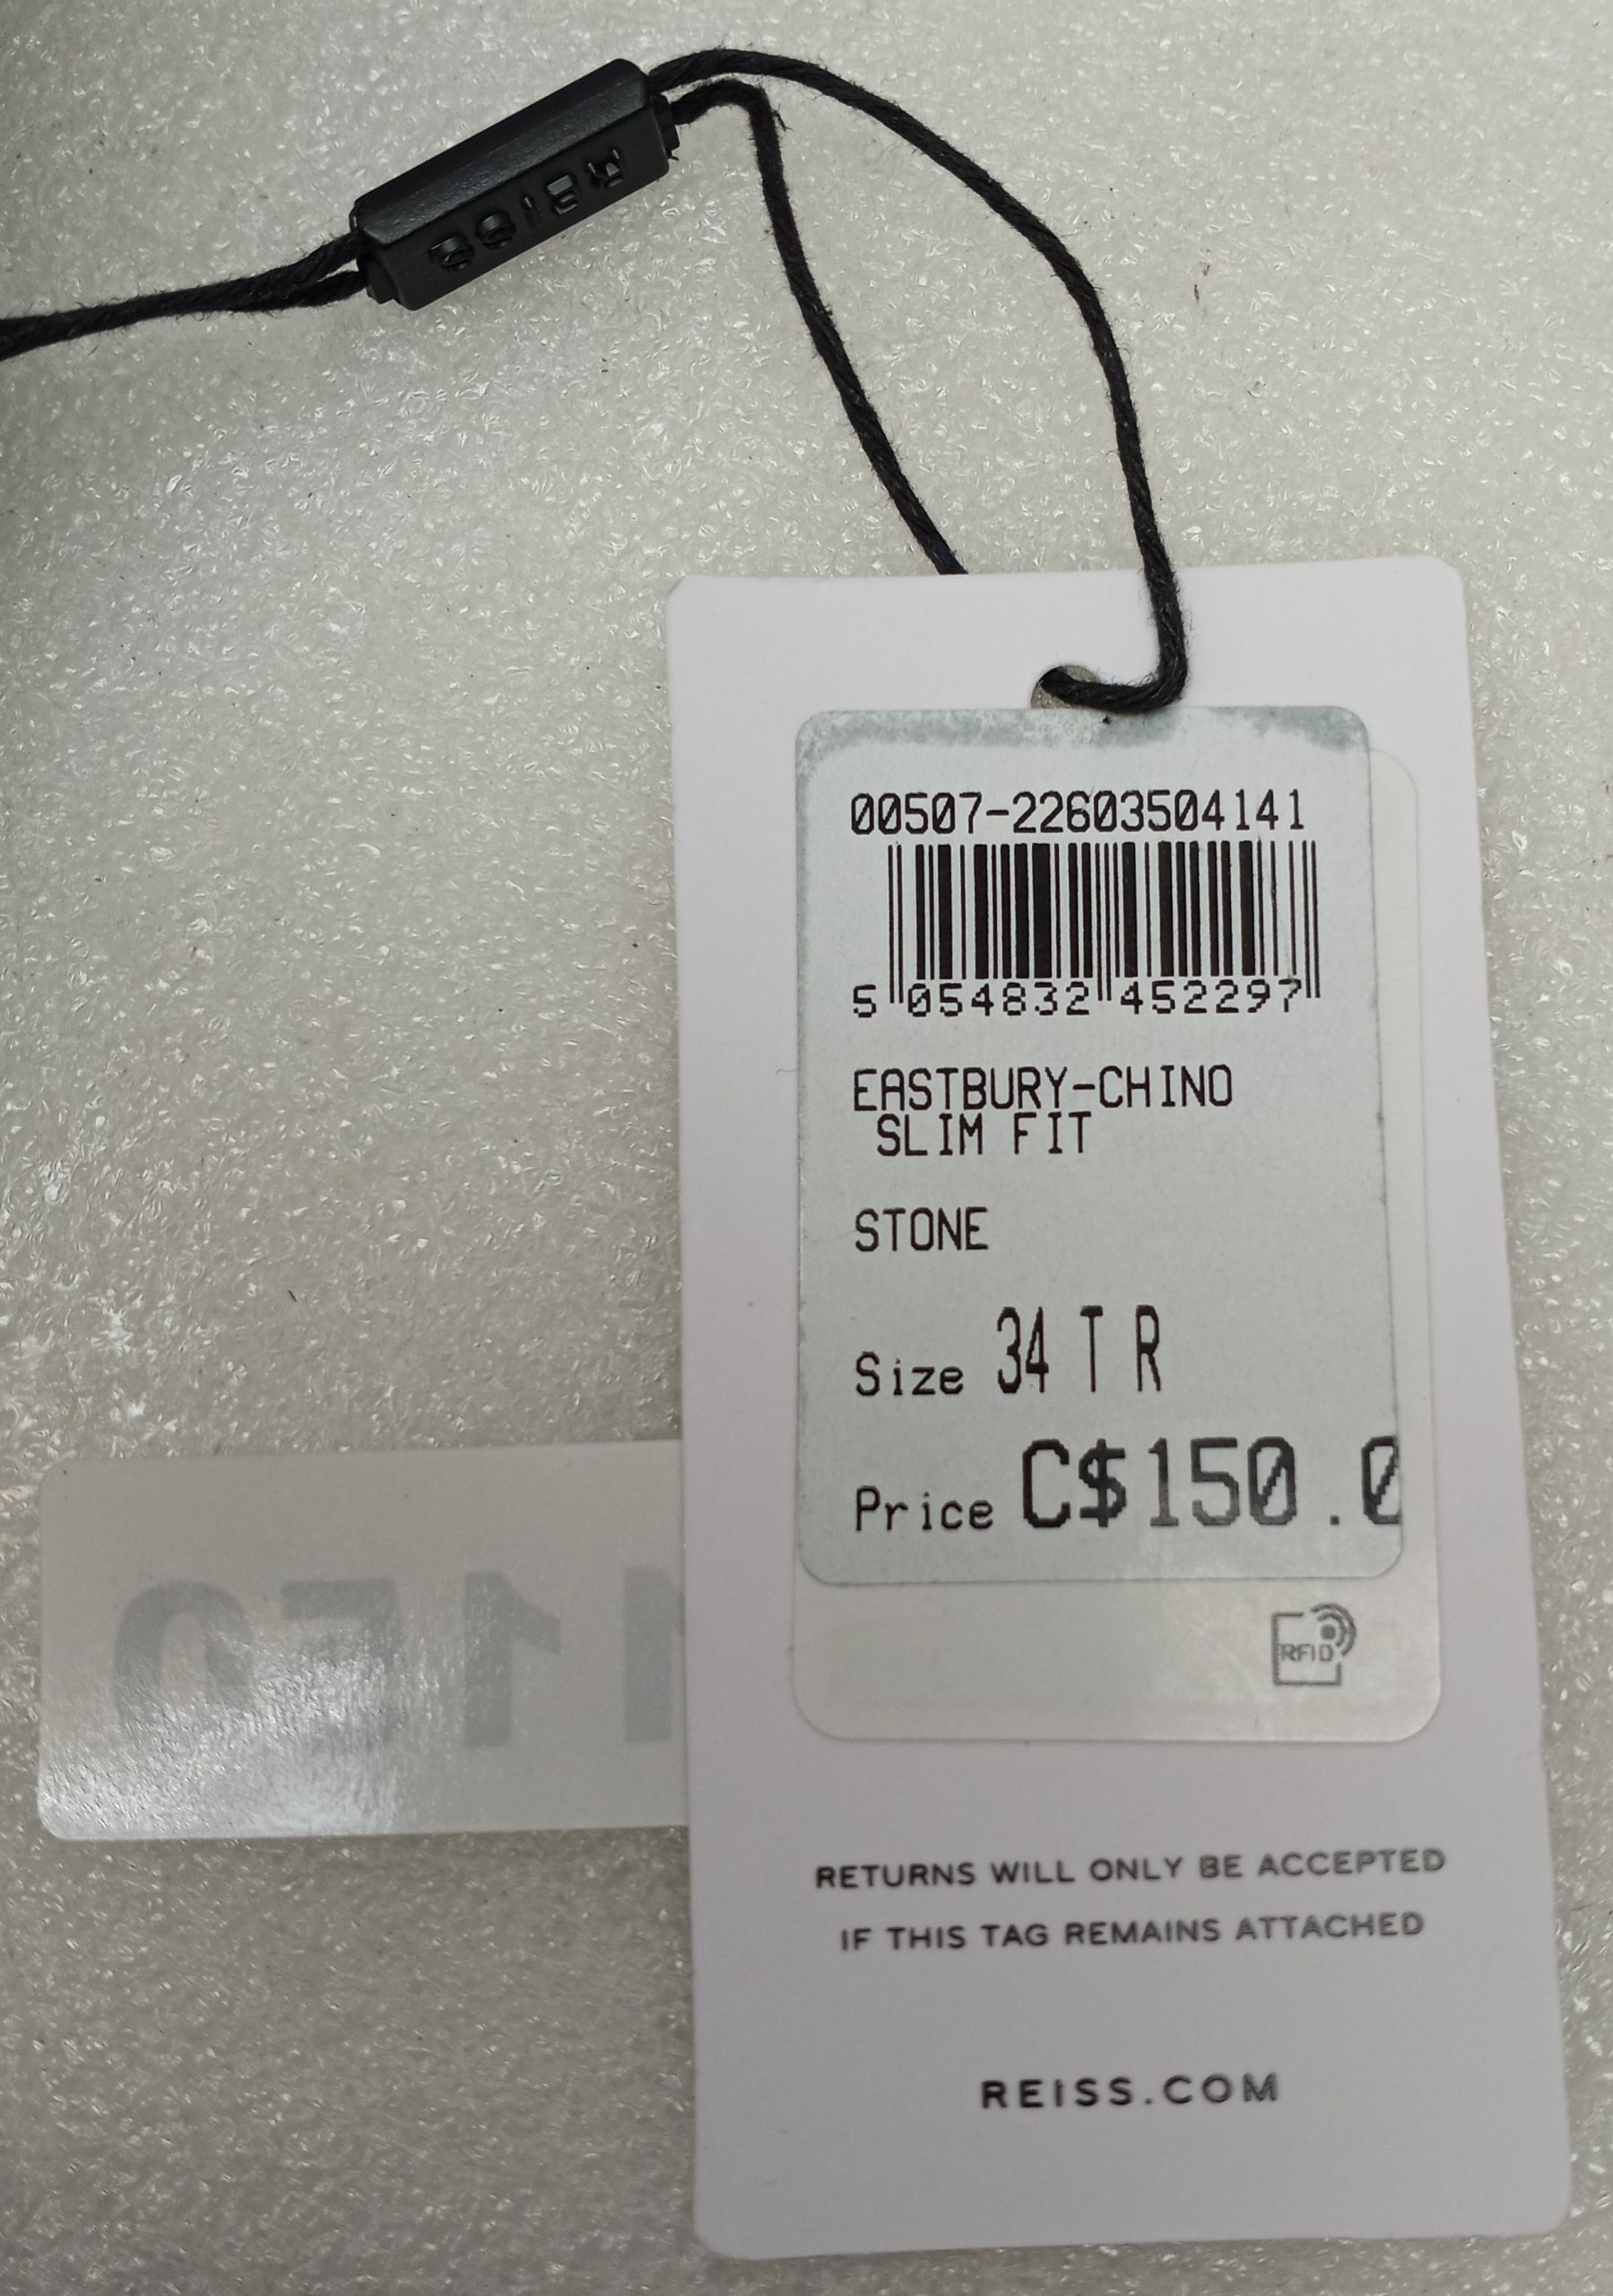 REISS
00507-22603504141
5 054832 452297
EASTBURY-CHINO
SLIM FIT
STONE
Size 34 T R
Price C$150.0
RFID
RETURNS WILL ONLY BE ACCEPTED
IF THIS TAG REMAINS ATTACHED
REISS.COM